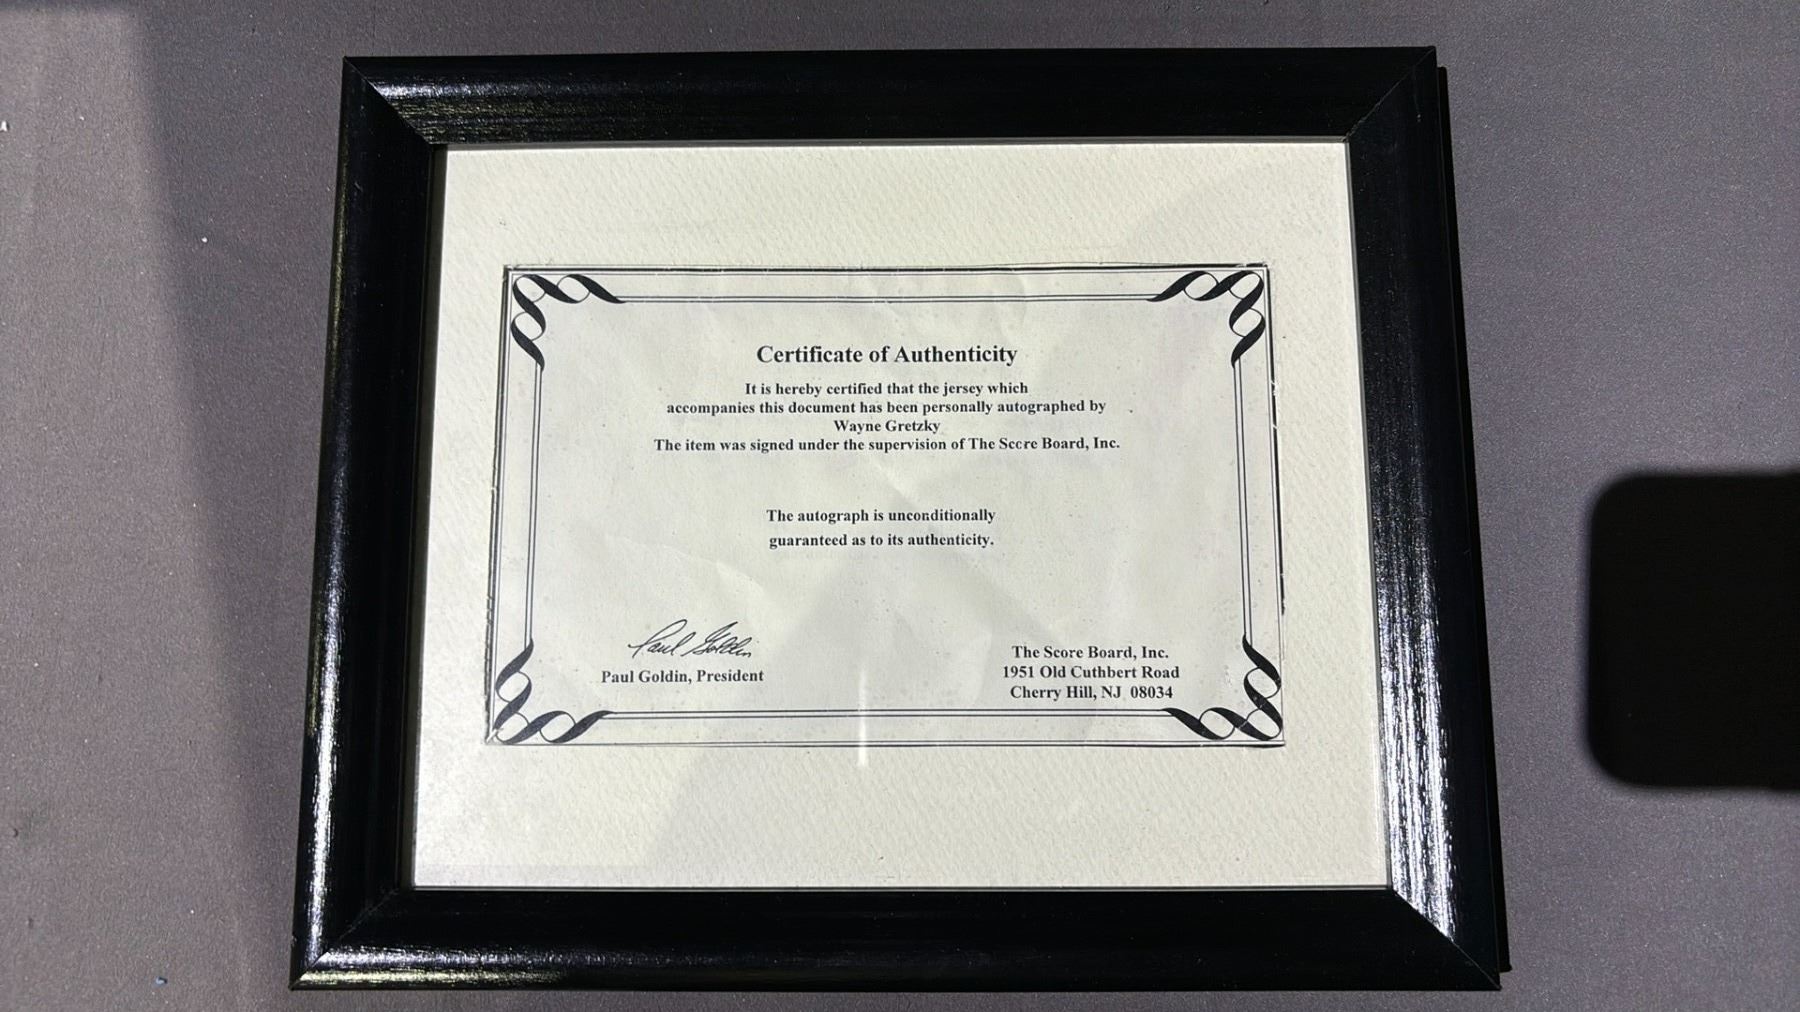 Certificate of Authenticity
It is hereby certified that the jersey which
accompanies this document has been personally autographed by
Wayne Gretzky
The item was signed under the supervision of The Score Board, Inc.
The autograph is unconditionally
guaranteed as to its authenticity.
Paul Goldin
Paul Goldin, President
The Score Board, Inc.
1951 Old Cuthbert Road
Cherry Hill, NJ 08034